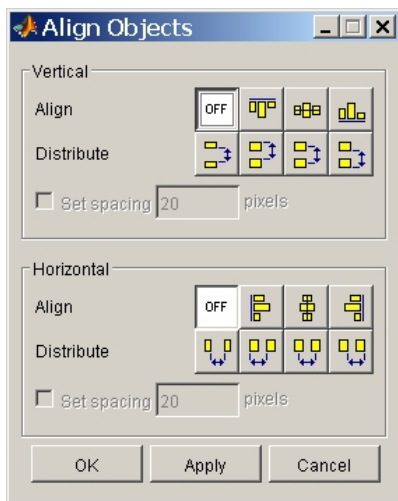 Align Objects
Vertical
Align OFF
Distribute
Set spacing 20 pixels
Horizontal
Align OFF
Distribute
Set spacing 20 pixels
OK Apply Cancel